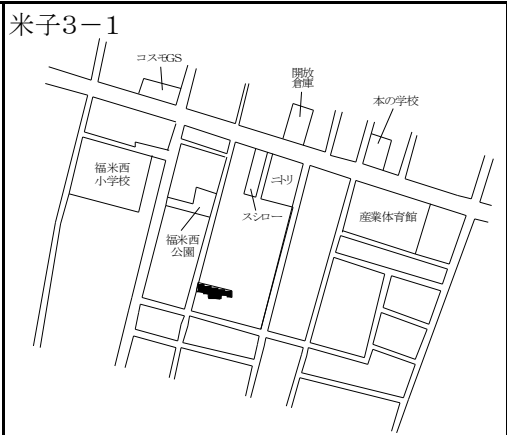 米子3-1
コスモGS
開放
倉庫
本の学校
福米西
小学校
ニトリ
スシロー
産業体育館
福米西
公園